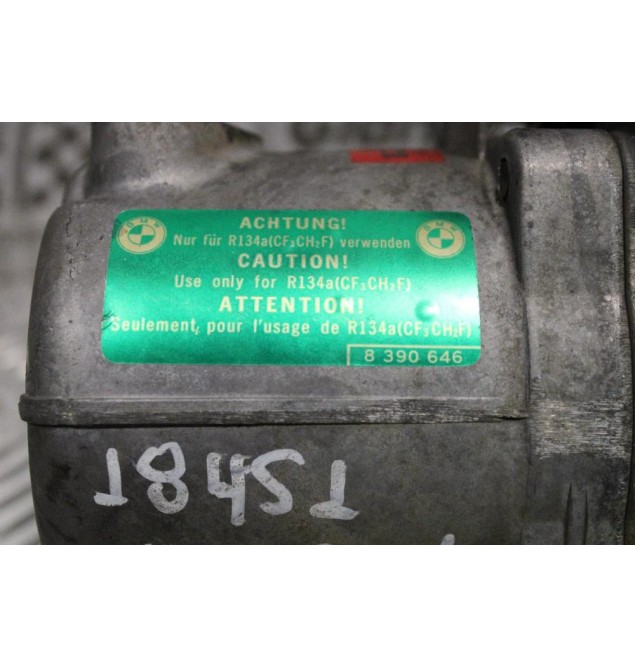 ACHTUNG!
Nur für R134a(CF₃CH₂F) verwenden
CAUTION!
Use only for R134a(CF₃CH₂F)
ATTENTION!
Seulement, pour l'usage de R134a(CF₃CH₂F)
8 390 646